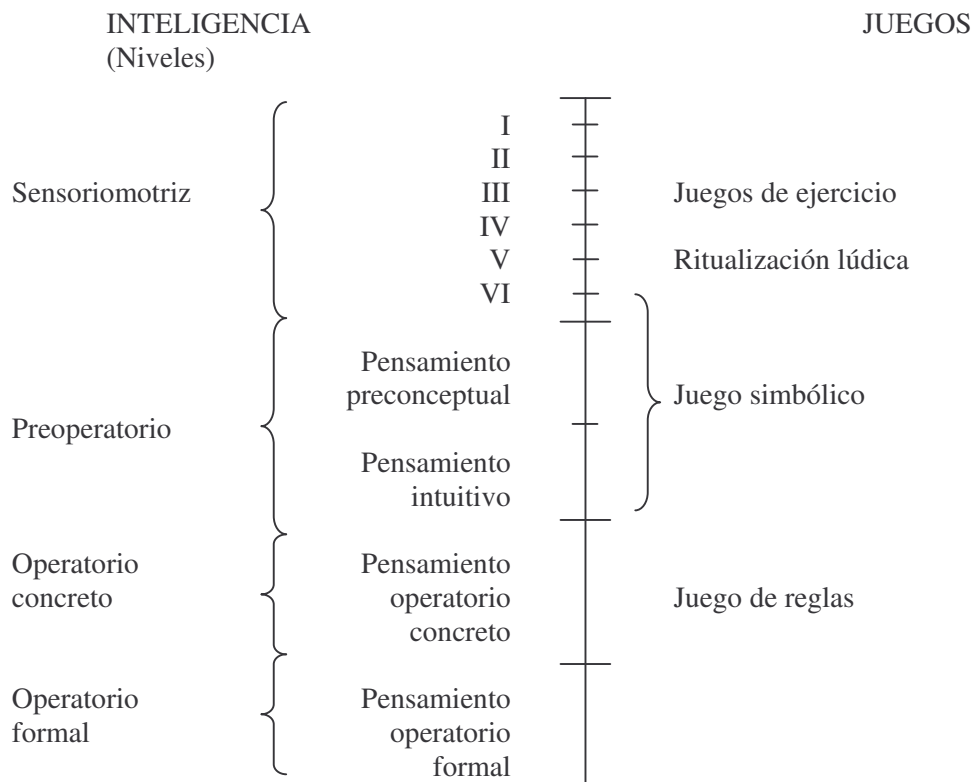 INTELIGENCIA
(Niveles)
JUEGOS
I
II
Sensoriomotriz
III
Juegos de ejercicio
IV
V
Ritualización lúdica
VI
Pensamiento
preconceptual
Juego simbólico
Preoperatorio
Pensamiento
intuitivo
Operatorio
concreto
Pensamiento
operatorio
concreto
Juego de reglas
Operatorio
formal
Pensamiento
operatorio
formal